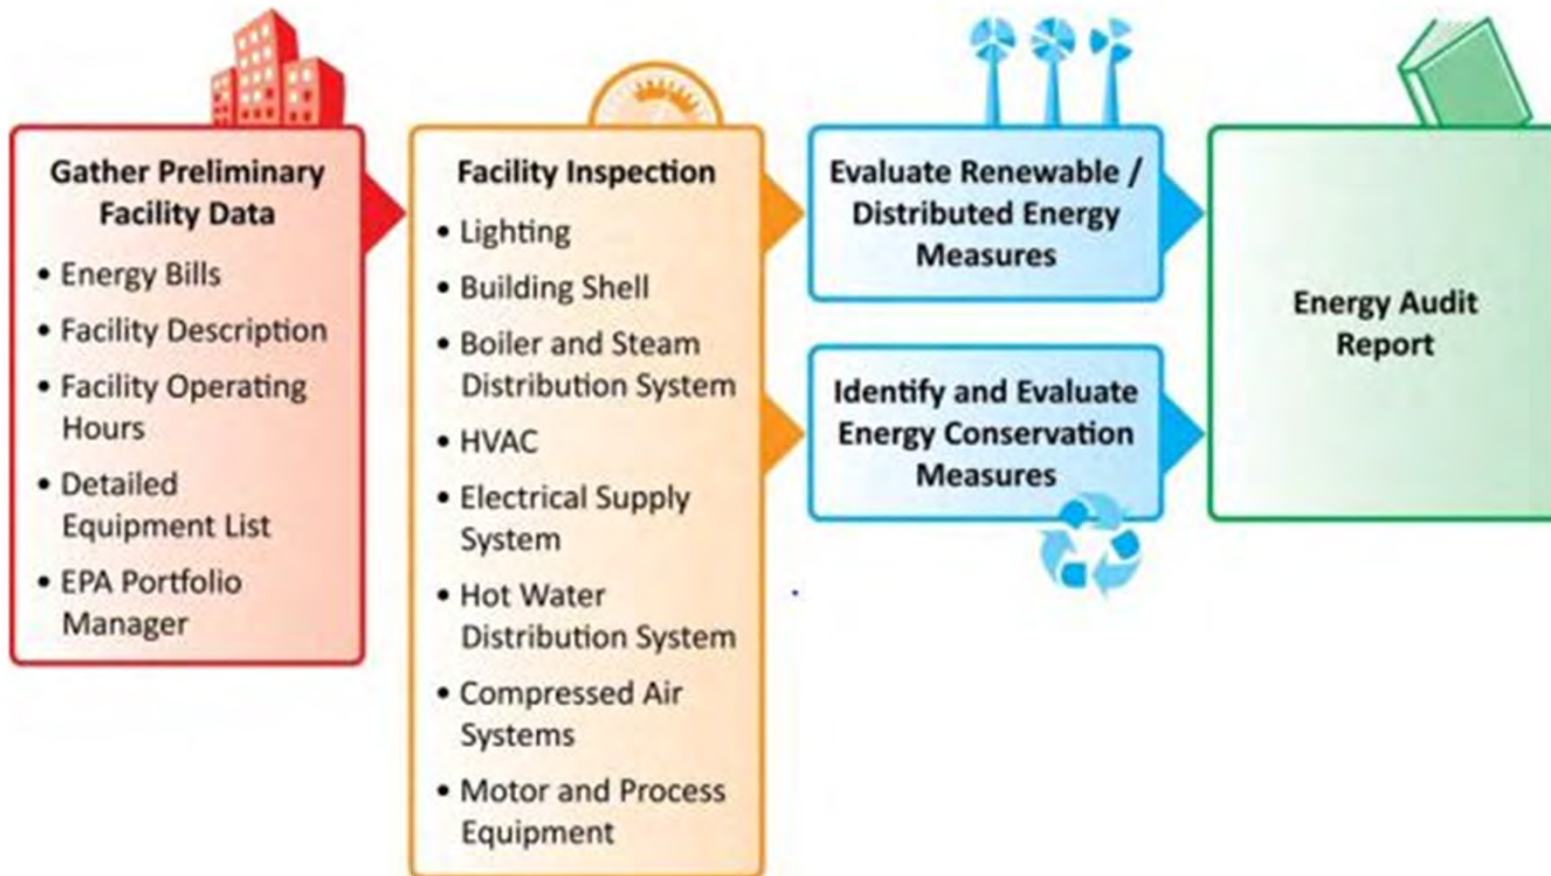 Gather Preliminary
Facility Data
• Energy Bills
• Facility Description
• Facility Operating
Hours
• Detailed
Equipment List
• EPA Portfolio
Manager
Facility Inspection
• Lighting
• Building Shell
• Boiler and Steam
Distribution System
• HVAC
• Electrical Supply
System
• Hot Water
Distribution System
• Compressed Air
Systems
• Motor and Process
Equipment
Evaluate Renewable /
Distributed Energy
Measures
Identify and Evaluate
Energy Conservation
Measures
Energy Audit
Report